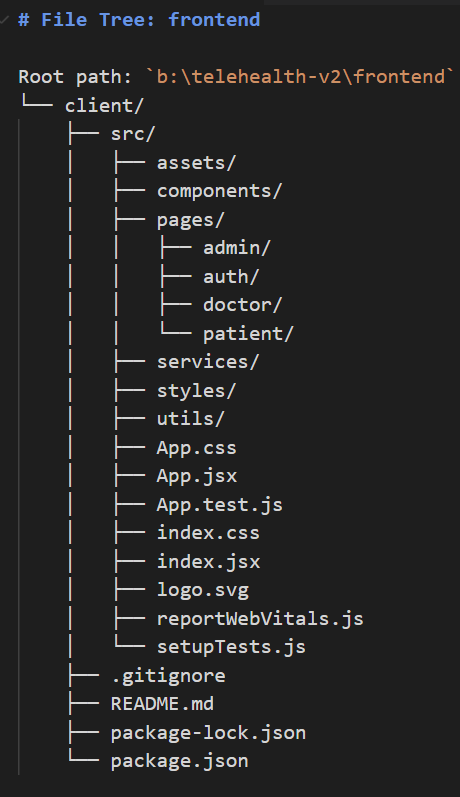 # File Tree: frontend
Root path: `b:\telehealth-v2\frontend`
└── client/
    ├── src/
    │   ├── assets/
    │   ├── components/
    │   ├── pages/
    │   │   ├── admin/
    │   │   ├── auth/
    │   │   ├── doctor/
    │   │   └── patient/
    │   ├── services/
    │   ├── styles/
    │   ├── utils/
    │   ├── App.css
    │   ├── App.jsx
    │   ├── App.test.js
    │   ├── index.css
    │   ├── index.jsx
    │   ├── logo.svg
    │   ├── reportWebVitals.js
    │   └── setupTests.js
    ├── .gitignore
    ├── README.md
    ├── package-lock.json
    └── package.json